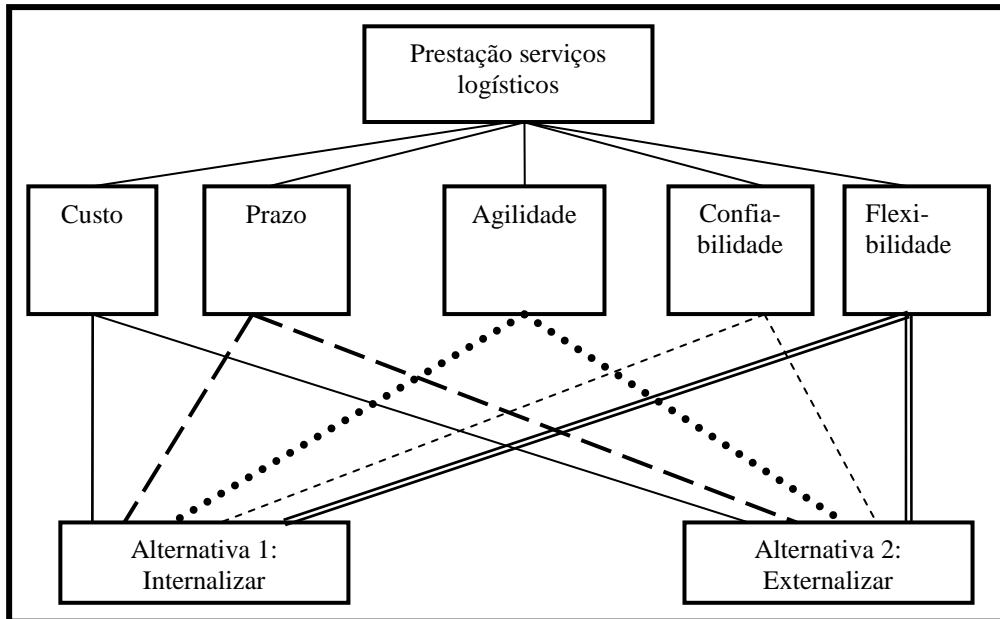 Prestação serviços
logísticos
Custo
Prazo
Agilidade
Confia-
bilidade
Flexi-
bilidade
Alternativa 1:
Internalizar
Alternativa 2:
Externalizar